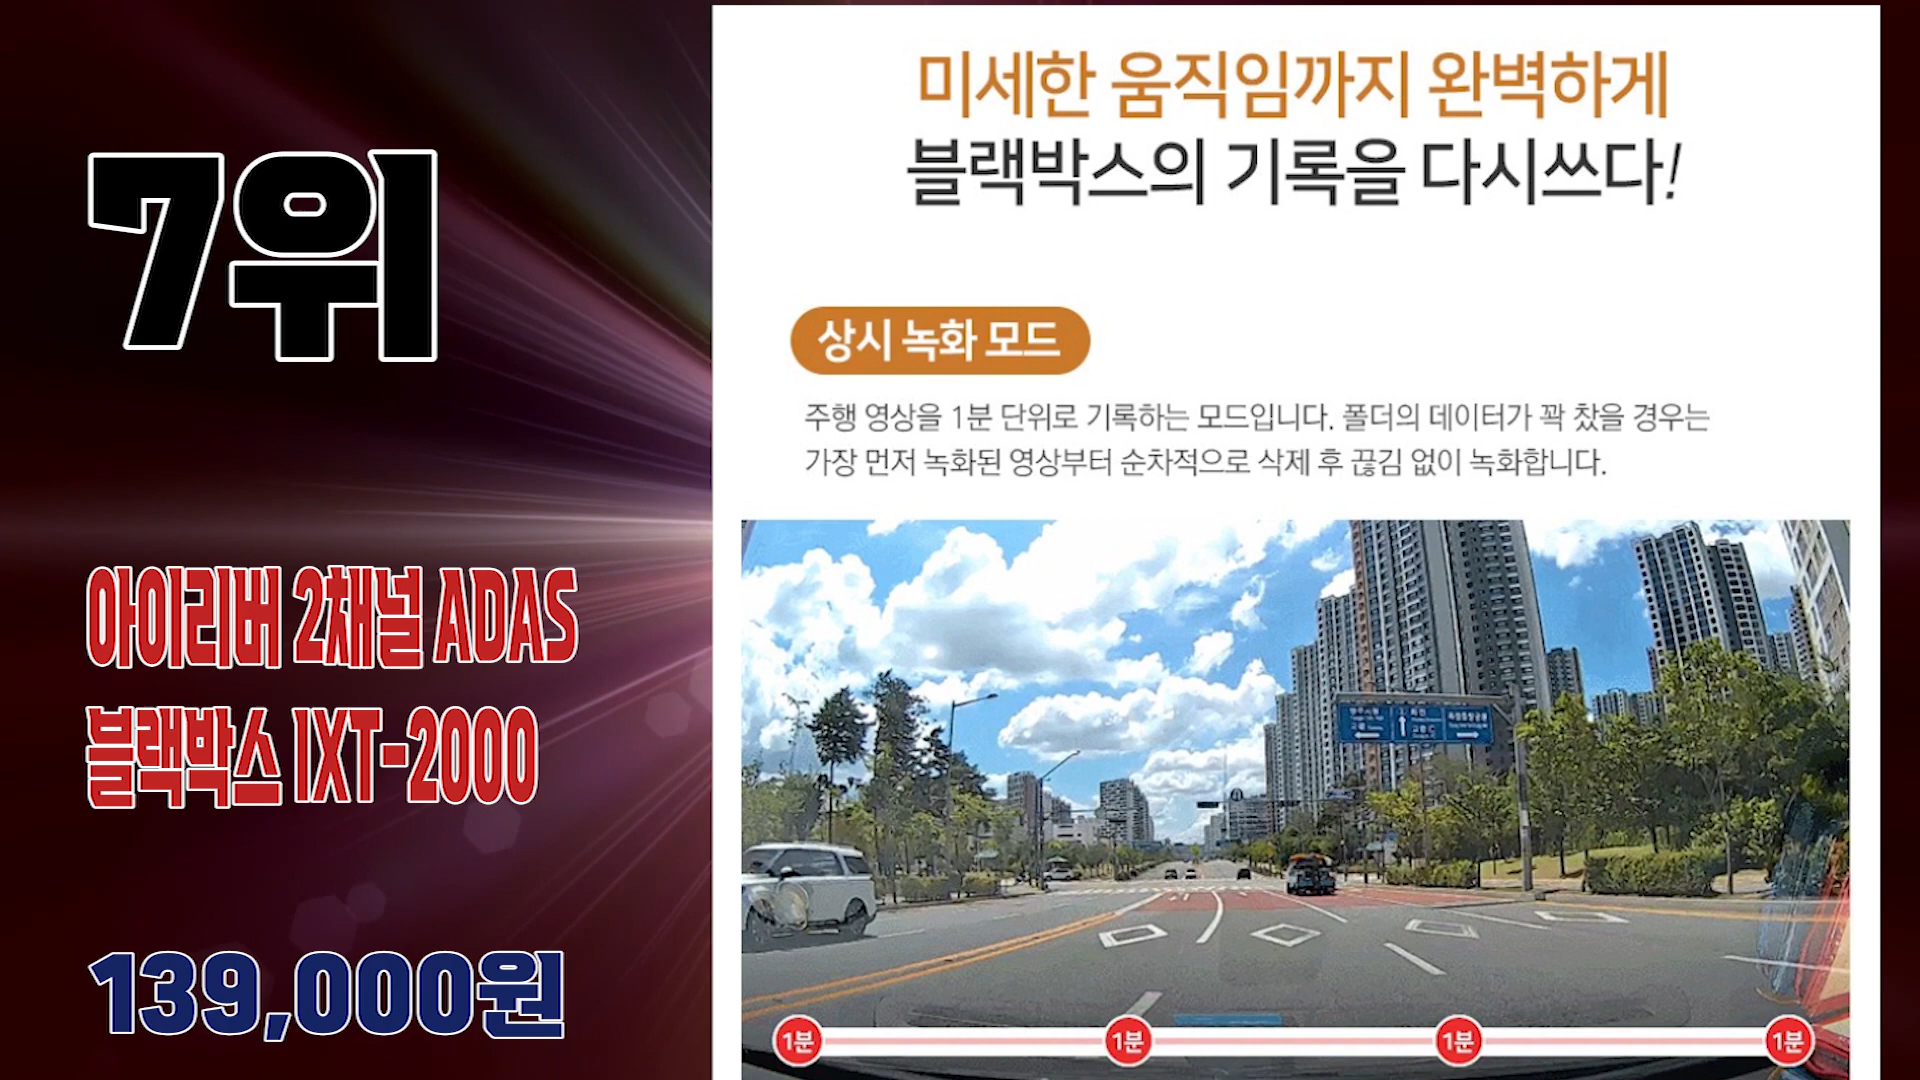 7위
아이리버 2채널 ADAS
블랙박스 IXT-2000
139,000원
미세한 움직임까지 완벽하게
블랙박스의 기록을 다시쓰다!
상시 녹화 모드
주행 영상을 1분 단위로 기록하는 모드입니다. 폴더의 데이터가 꽉 찼을 경우는
가장 먼저 녹화된 영상부터 순차적으로 삭제 후 끊김 없이 녹화합니다.
1분 1분 1분 1분